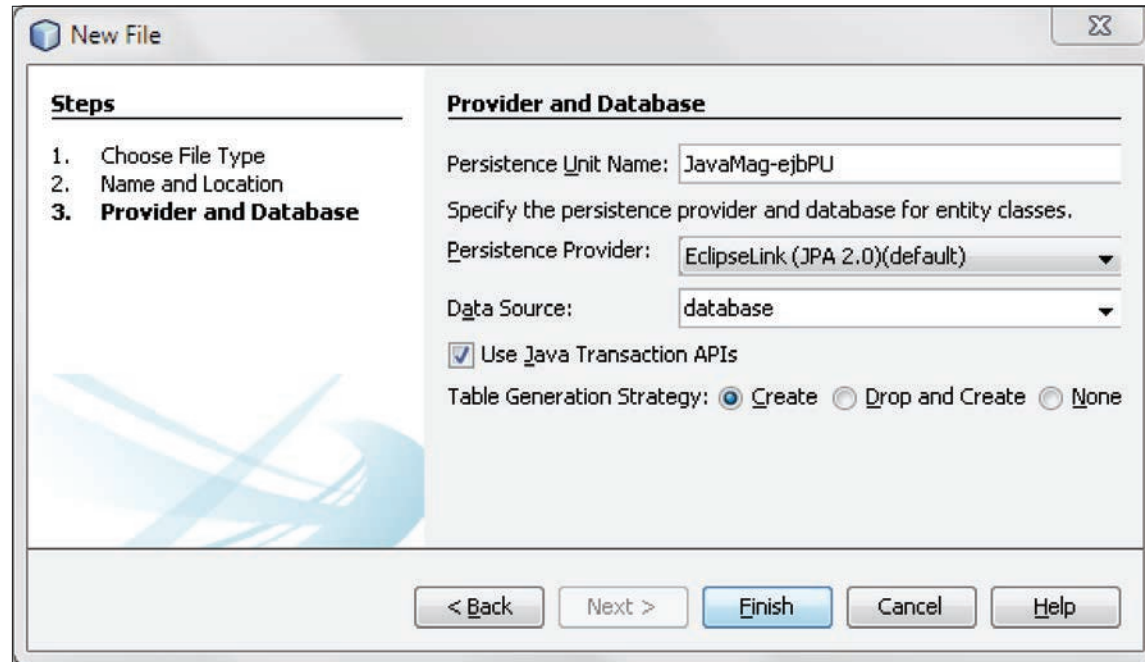 New File
Steps
1. Choose File Type
2. Name and Location
3. Provider and Database
Provider and Database
Persistence Unit Name: JavaMag-ejbPU
Specify the persistence provider and database for entity classes.
Persistence Provider: EclipseLink (JPA 2.0)(default)
Data Source: database
Use Java Transaction APIs
Table Generation Strategy: Create Drop and Create None
< Back Next > Finish Cancel Help